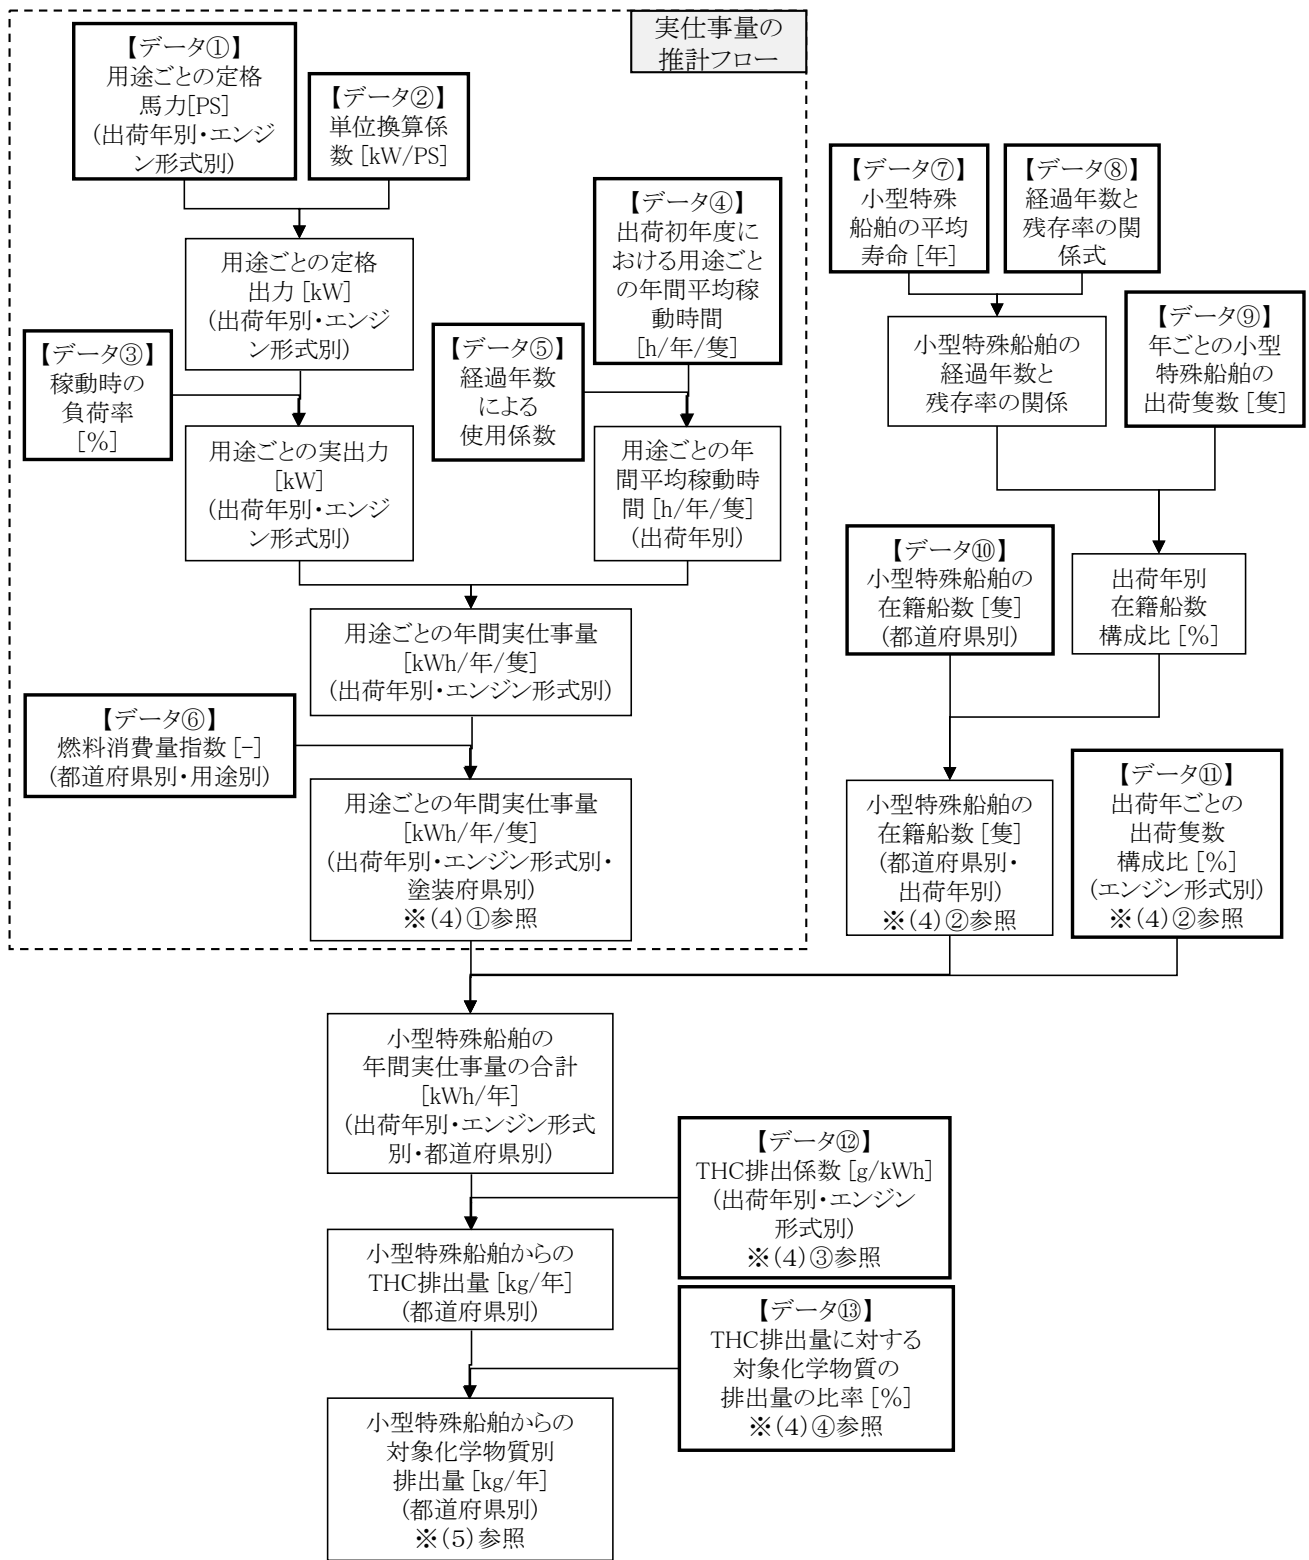 実仕事量の
推計フロー
【データ①】
用途ごとの定格
馬力[PS]
(出荷年別・エンジ
ン形式別)
【データ②】
単位換算係
数[kW/PS]
用途ごとの定格
出力[kW]
(出荷年別・エンジ
ン形式別)
【データ③】
稼動時の
負荷率
[%]
用途ごとの実出力
[kW]
(出荷年別・エンジ
ン形式別)
【データ④】
出荷初年度に
おける用途ごと
の年間平均稼
動時間
[h/年/隻]
【データ⑤】
経過年数
による
使用係数
用途ごとの年
間平均稼動時
間[h/年/隻]
(出荷年別)
用途ごとの年間実仕事量
[kWh/年/隻]
(出荷年別・エンジン形式別)
【データ⑥】
燃料消費量指数[-]
(都道府県別・用途別)
用途ごとの年間実仕事量
[kWh/年/隻]
(出荷年別・エンジン形式別・
塗装府県別)
※(4)①参照
【データ⑦】
小型特殊
船舶の平均
寿命[年]
【データ⑧】
経過年数と
残存率の関
係式
小型特殊船舶の
経過年数と
残存率の関係
【データ⑨】
年ごとの小型
特殊船舶の
出荷隻数[隻]
【データ⑩】
小型特殊船舶の
在籍船数[隻]
(都道府県別)
出荷年別
在籍船数
構成比[%]
小型特殊船舶の
在籍船数[隻]
(都道府県別・
出荷年別)
※(4)②参照
【データ⑪】
出荷年ごとの
出荷隻数
構成比[%]
(エンジン形式別)
※(4)②参照
小型特殊船舶の
年間実仕事量の合計
[kWh/年]
(出荷年別・エンジン形式
別・都道府県別)
【データ⑫】
THC排出係数[g/kWh]
(出荷年別・エンジン
形式別)
※(4)③参照
小型特殊船舶からの
THC排出量[kg/年]
(都道府県別)
【データ⑬】
THC排出量に対する
対象化学物質の
排出量の比率[%]
※(4)④参照
小型特殊船舶からの
対象化学物質別
排出量[kg/年]
(都道府県別)
※(5)参照